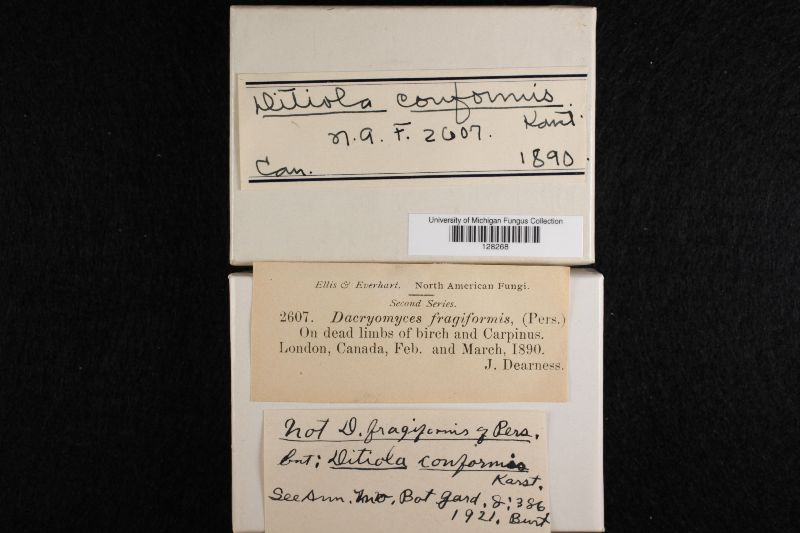 Ditiola conformis
Karst.
N.A.F. 2607.
Can. 1890.
University of Michigan Fungus Collection
128268
Ellis & Everhart. North American Fungi.
Second Series.
2607. Dacryomyces fragiformis, (Pers.)
On dead limbs of birch and Carpinus.
London, Canada, Feb. and March, 1890.
J. Dearness.
Not D. fragiformis of Pers.
but; Ditiola conformis
Karst.
See Ann. Mo. Bot Gard. 8:386
1921. Burt